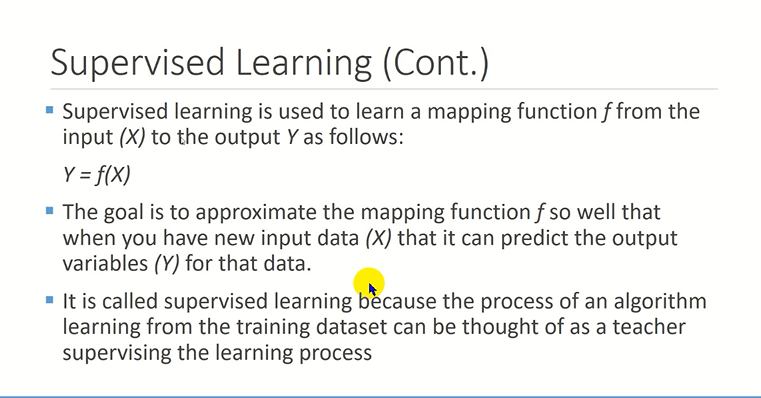 Supervised Learning (Cont.)
▪ Supervised learning is used to learn a mapping function f from the
input (X) to the output Y as follows:
Y = f(X)
▪ The goal is to approximate the mapping function f so well that
when you have new input data (X) that it can predict the output
variables (Y) for that data.
▪ It is called supervised learning because the process of an algorithm
learning from the training dataset can be thought of as a teacher
supervising the learning process